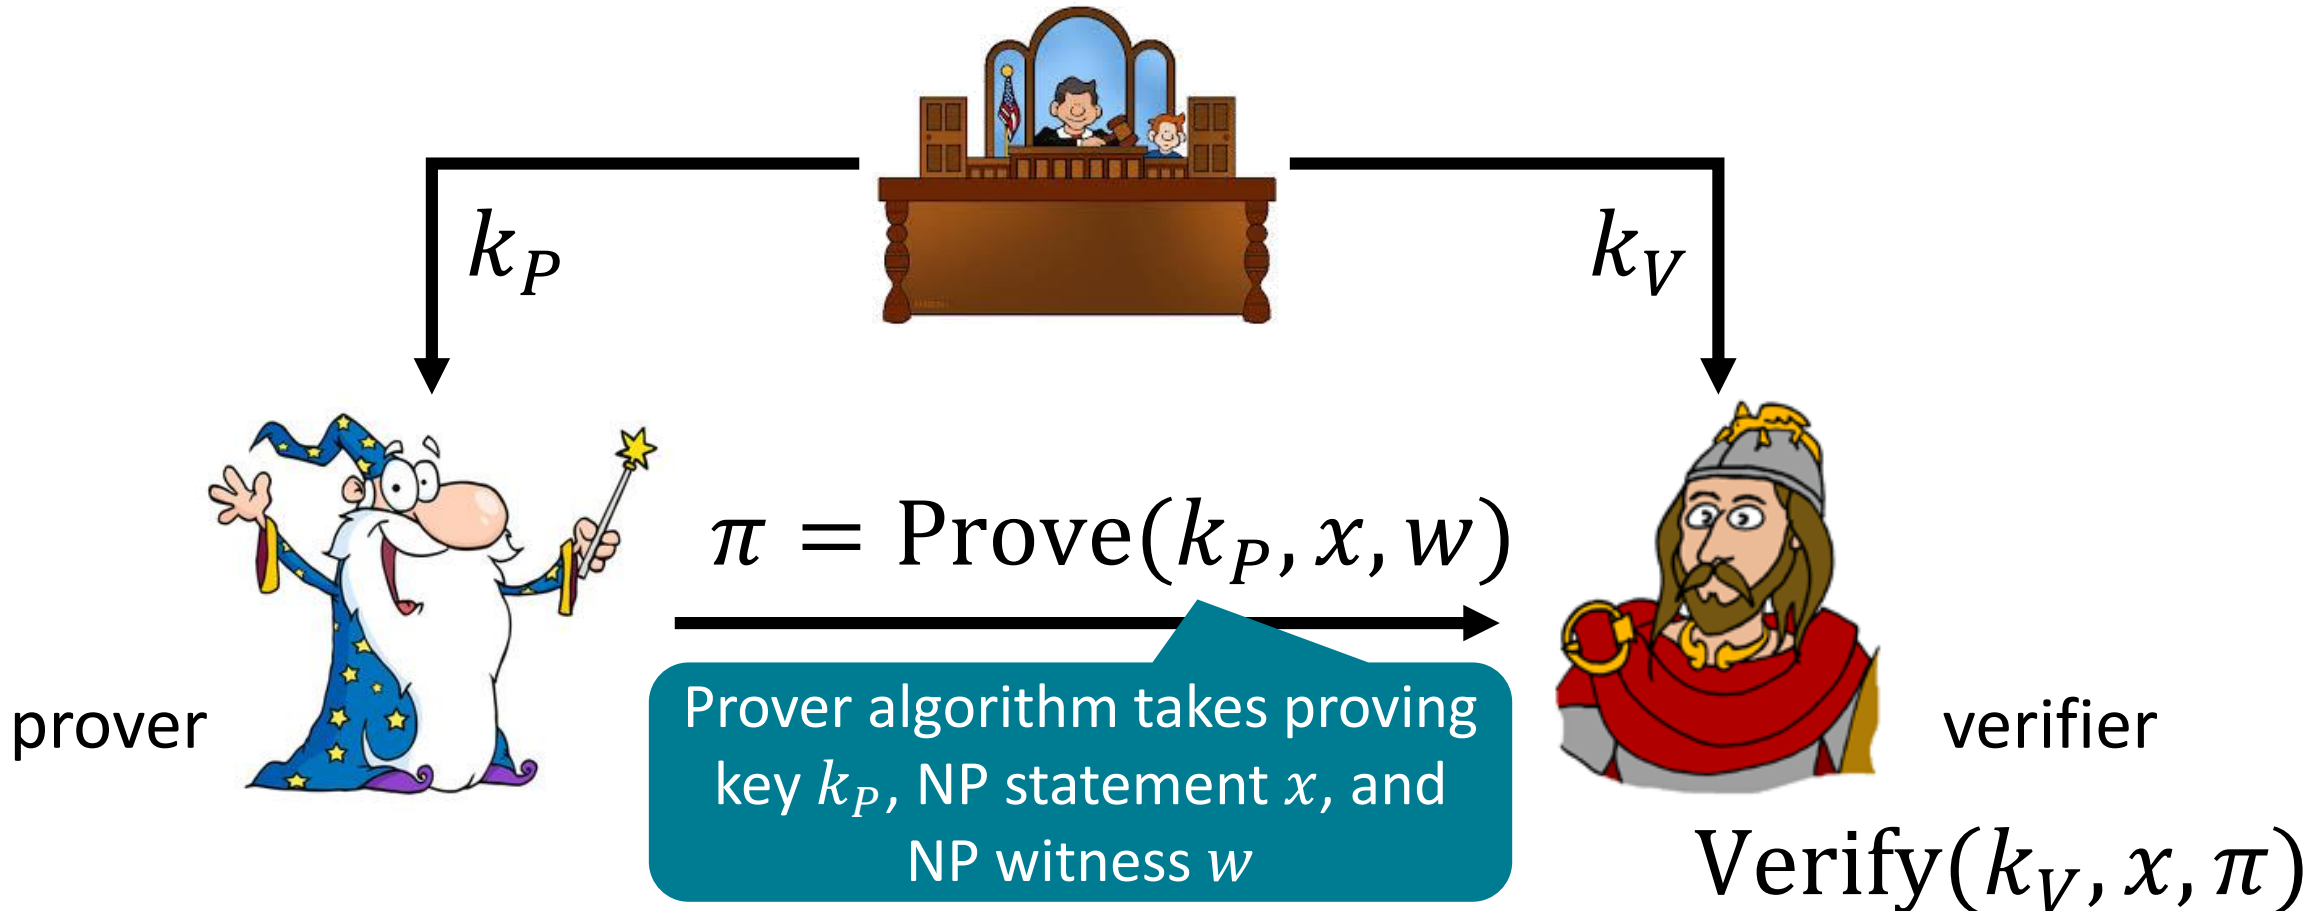 k_P
k_V
π = Prove(k_P, x, w)
prover
Prover algorithm takes proving
key k_P, NP statement x, and
NP witness w
verifier
Verify(k_V, x, π)